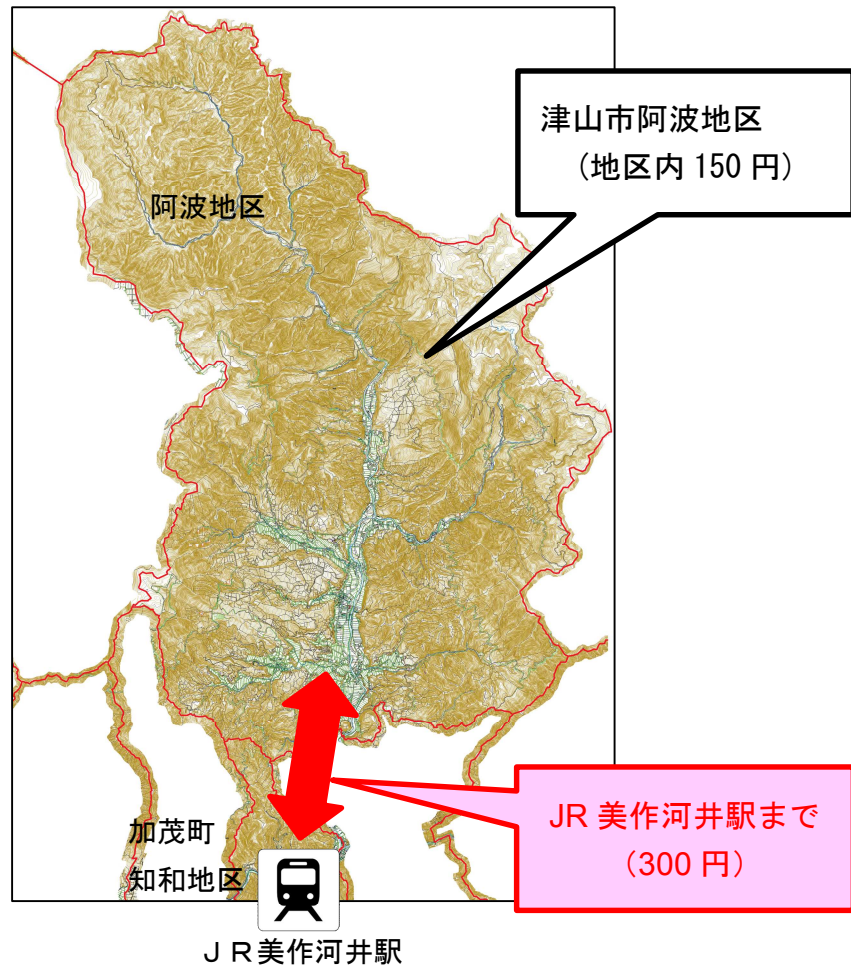 津山市阿波地区
（地区内 150 円）
阿波地区
JR 美作河井駅まで
（300 円）
加茂町
知和地区
ＪＲ美作河井駅